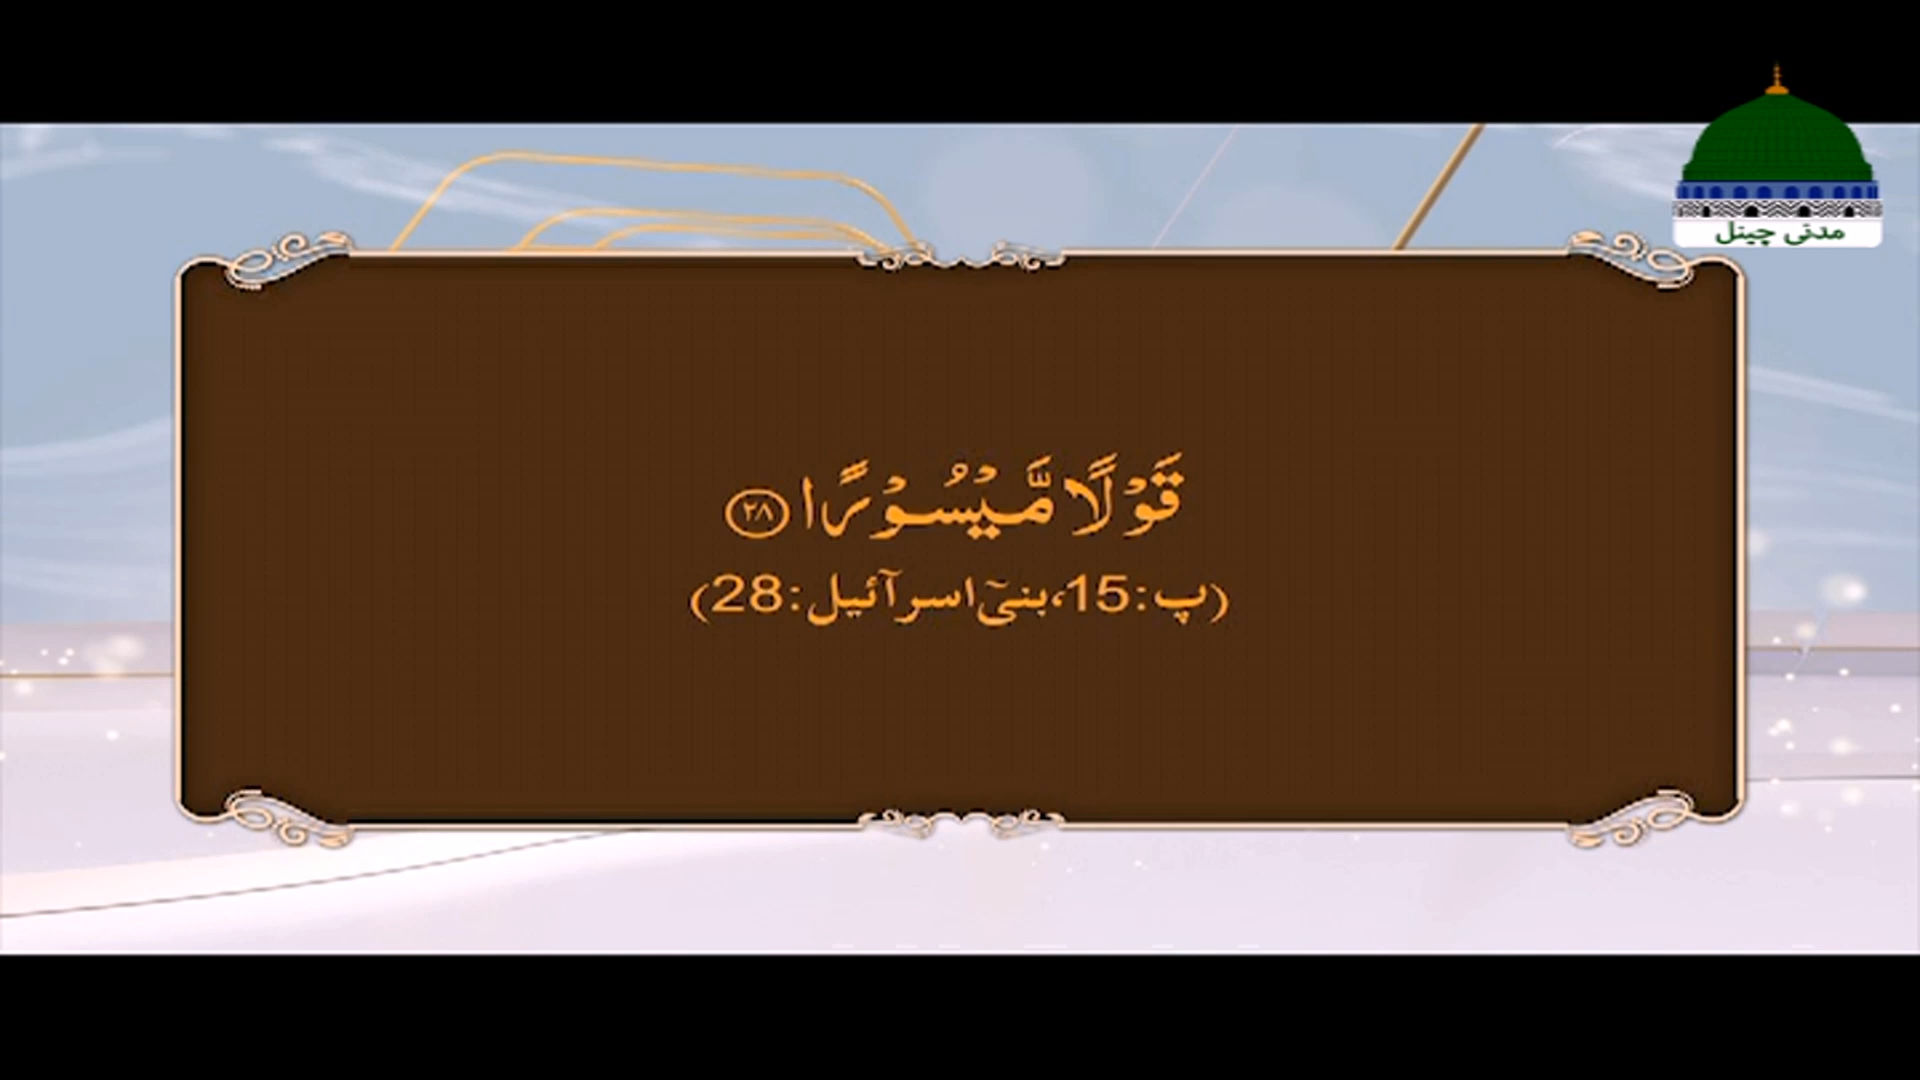 مدنی چینل
قَوْلًا مَّیْسُوْرًا ﴿۲۸﴾
(پ:15، بنیٓ اسرآئیل:28)